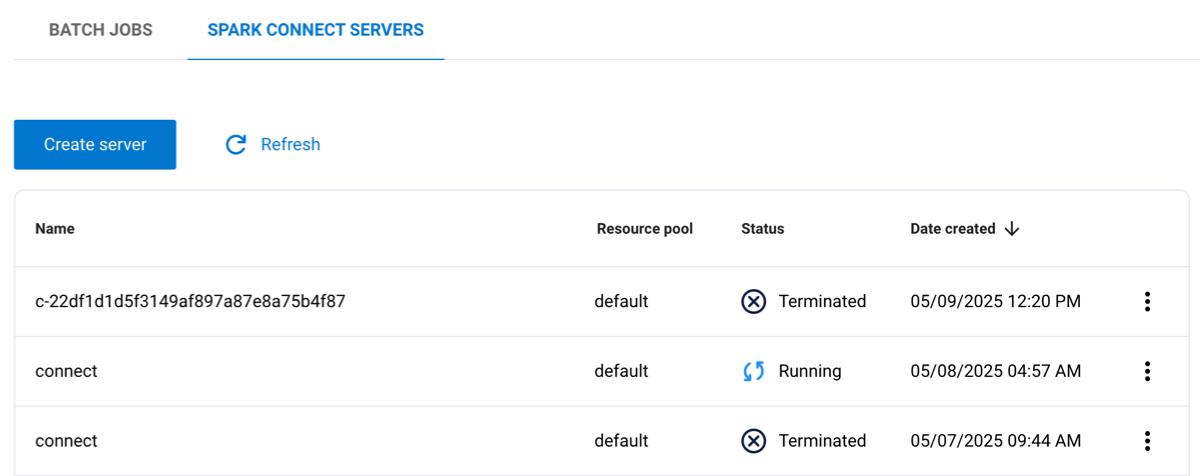 BATCH JOBS SPARK CONNECT SERVERS
Create server Refresh
Name Resource pool Status Date created
c-22df1d1d5f3149af897a87e8a75b4f87 default Terminated 05/09/2025 12:20 PM
connect default Running 05/08/2025 04:57 AM
connect default Terminated 05/07/2025 09:44 AM